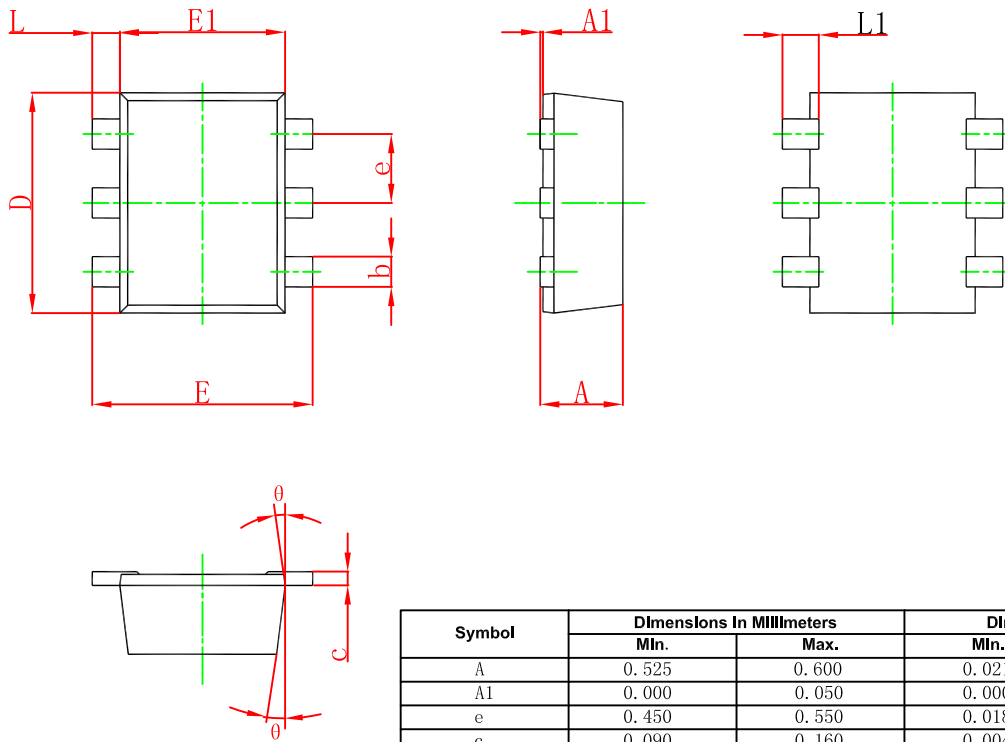 L E1 A1 L1
e
D
b
E A
θ
c
θ
Symbol Dimensions In Millimeters
Min. Max. Min.
A 0.525 0.600
A1 0.000 0.050
e 0.450 0.550
c 0.090 0.160